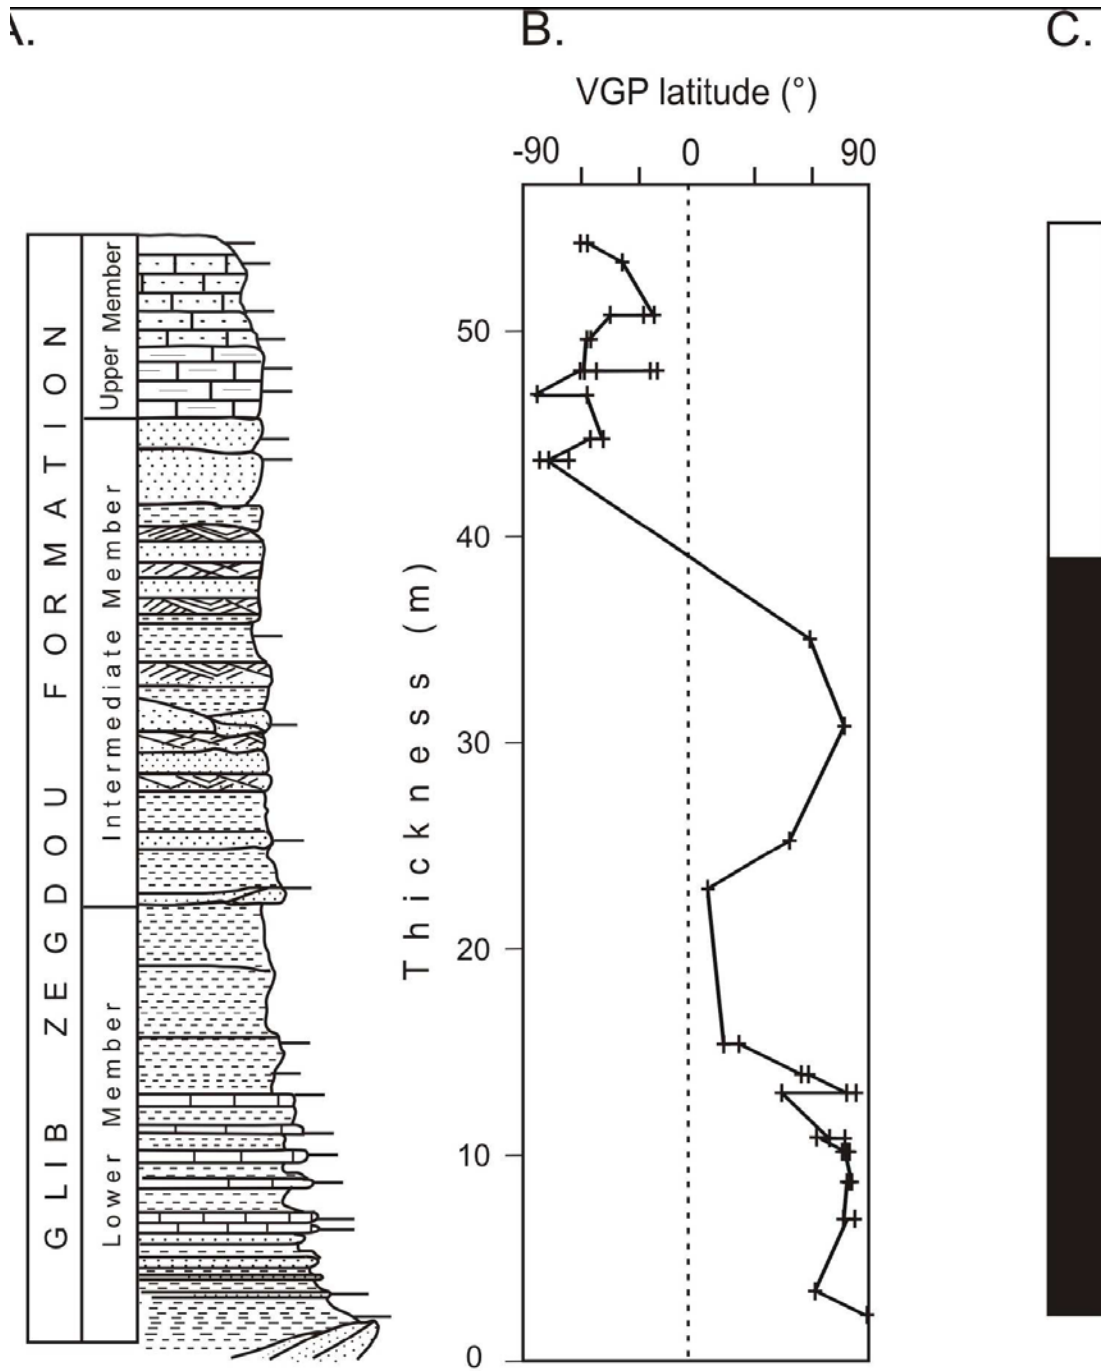 A.
B.
C.
VGP latitude (°)
-90
0
90
GLIB ZEGDOU FORMATION
Upper Member
Intermediate Member
Lower Member
Thickness (m)
50
40
30
20
10
0